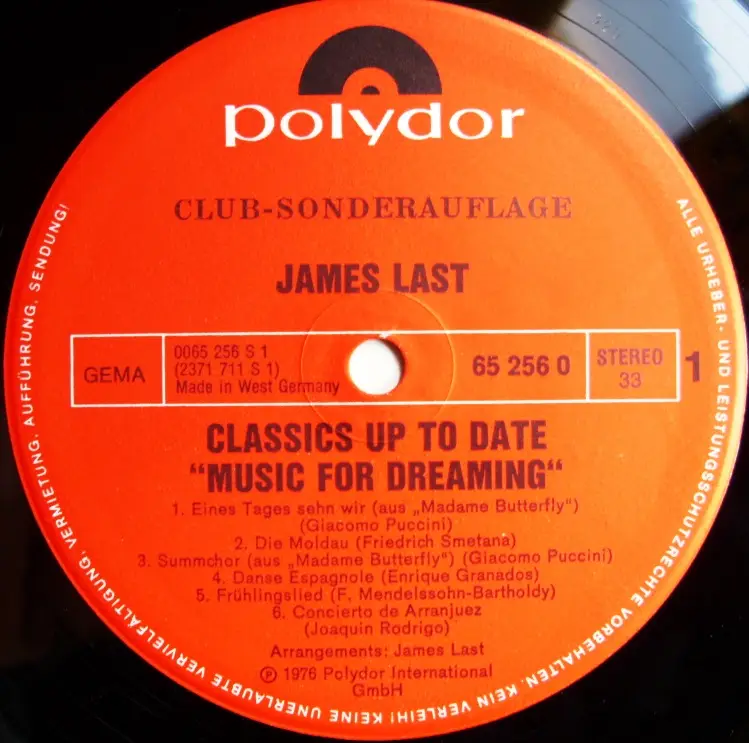 polydor
CLUB-SONDERAUFLAGE
JAMES LAST
GEMA
0065 256 S 1
(2371 711 S 1)
Made in West Germany
65 256 0
STEREO
33
1
CLASSICS UP TO DATE
"MUSIC FOR DREAMING"
1. Eines Tages sehn wir (aus „Madame Butterfly")
(Giacomo Puccini)
2. Die Moldau (Friedrich Smetana)
3. Summchor (aus „Madame Butterfly") (Giacomo Puccini)
4. Danse Espagnole (Enrique Granados)
5. Frühlingslied (F. Mendelssohn-Bartholdy)
6. Concierto de Arranjuez
(Joaquin Rodrigo)
Arrangements: James Last
℗ 1976 Polydor International
GmbH
ALLE URHEBER- UND LEISTUNGSSCHUTZRECHTE VORBEHALTEN. KEIN VERLEIH! KEINE UNERLAUBTE VERVIELFÄLTIGUNG, VERMIETUNG, AUFFÜHRUNG, SENDUNG!